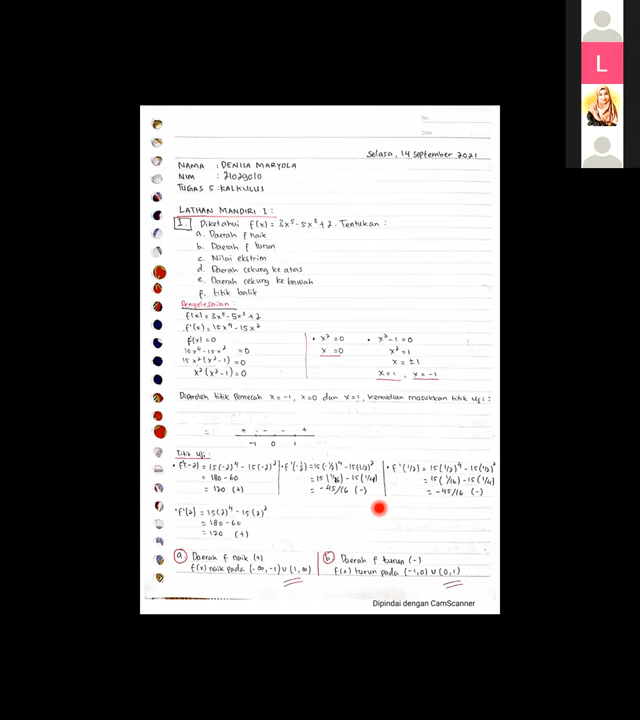 L
No.
Date
Selasa, 14 September 2021
NAMA : DENISA MARYOLA
NIM : 21029010
TUGAS 5 : KALKULUS
LATIHAN MANDIRI 1 :
1. Diketahui f(x) = 3x⁵ - 5x³ + 2. Tentukan :
a. Daerah f naik
b. Daerah f turun
c. Nilai ekstrim
d. Daerah cekung ke atas
e. Daerah cekung ke bawah
f. titik balik
Penyelesaian :
f(x) = 3x⁵ - 5x³ + 2
f'(x) = 15x⁴ - 15x²
f'(x) = 0
15x⁴ - 15x² = 0
15x² (x² - 1) = 0
x² (x² - 1) = 0
• x² = 0
x = 0
• x² - 1 = 0
x² = 1
x = ±1
x = 1 , x = -1
Diperoleh titik pemecah x = -1, x = 0 dan x = 1, kemudian masukkan titik uji :
= + - - +
-1 0 1
Titik Uji :
• f'(-2) = 15(-2)⁴ - 15(-2)²
= 180 - 60
= 120 (+)
• f'(-½) = 15(-½)⁴ - 15(1/2)²
= 15(1/16) - 15(1/4)
= -45/16 (-)
• f'(1/2) = 15(1/2)⁴ - 15(1/2)²
= 15(1/16) - 15(1/4)
= -45/16 (-)
• f'(2) = 15(2)⁴ - 15(2)²
= 180 - 60
= 120 (+)
a. Daerah f naik (+)
f(x) naik pada (-∞, -1) ∪ (1, ∞)
b. Daerah f turun (-)
f(x) turun pada (-1,0) ∪ (0,1)
Dipindai dengan CamScanner